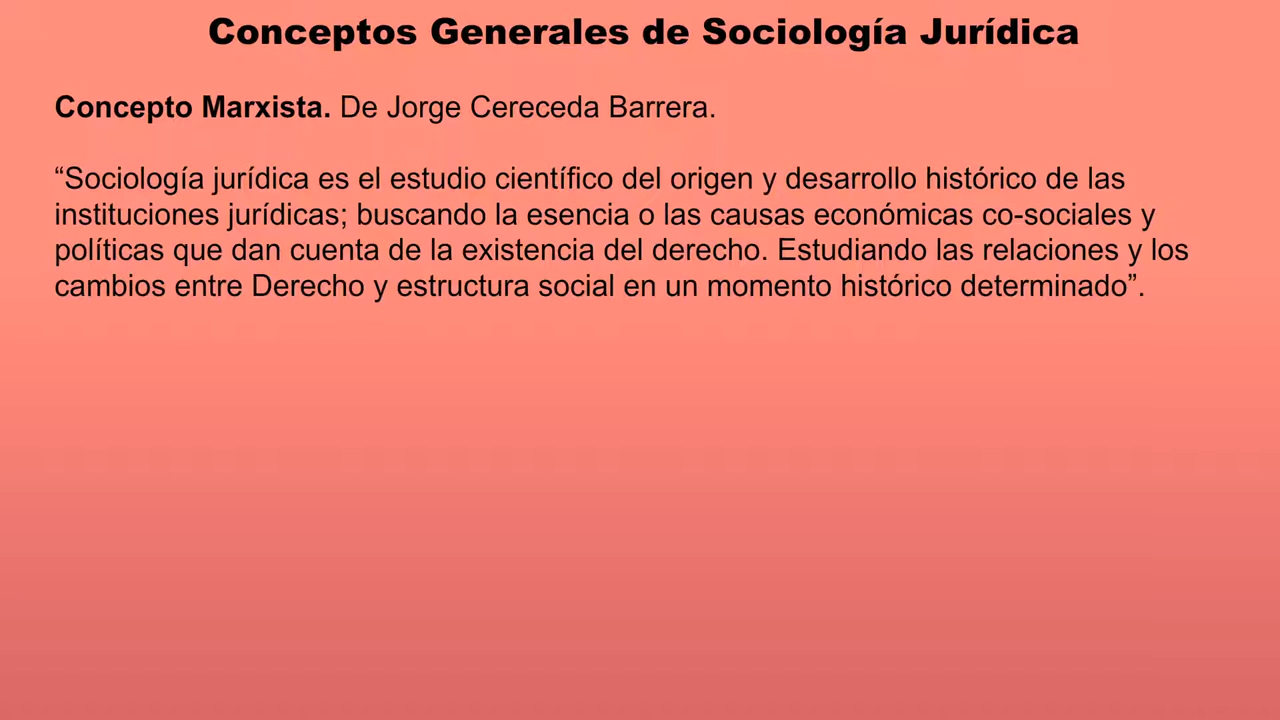 Conceptos Generales de Sociología Jurídica
Concepto Marxista. De Jorge Cereceda Barrera.
“Sociología jurídica es el estudio científico del origen y desarrollo histórico de las
instituciones jurídicas; buscando la esencia o las causas económicas co-sociales y
políticas que dan cuenta de la existencia del derecho. Estudiando las relaciones y los
cambios entre Derecho y estructura social en un momento histórico determinado”.